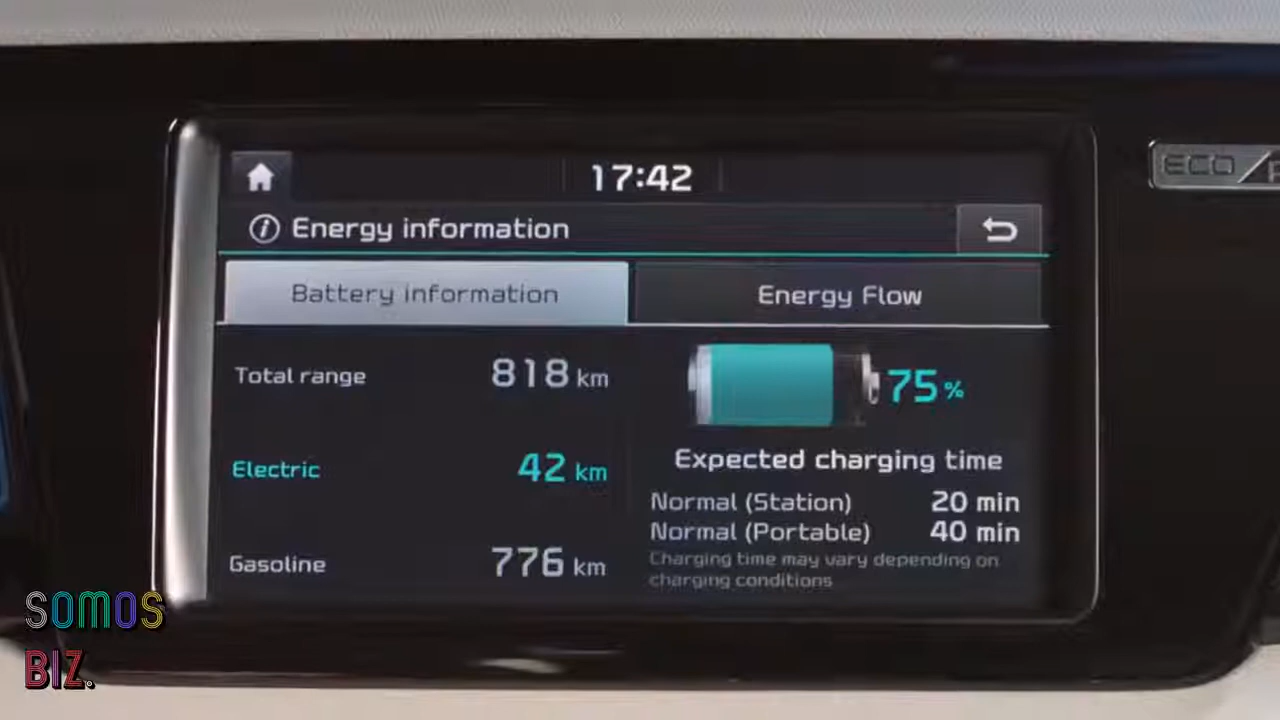 17:42
ECO
i Energy information
Battery information
Energy Flow
Total range 818 km
75%
Electric 42 km
Expected charging time
Normal (Station) 20 min
Normal (Portable) 40 min
Charging time may vary depending on
charging conditions
Gasoline 776 km
SOMOS
BIZ.